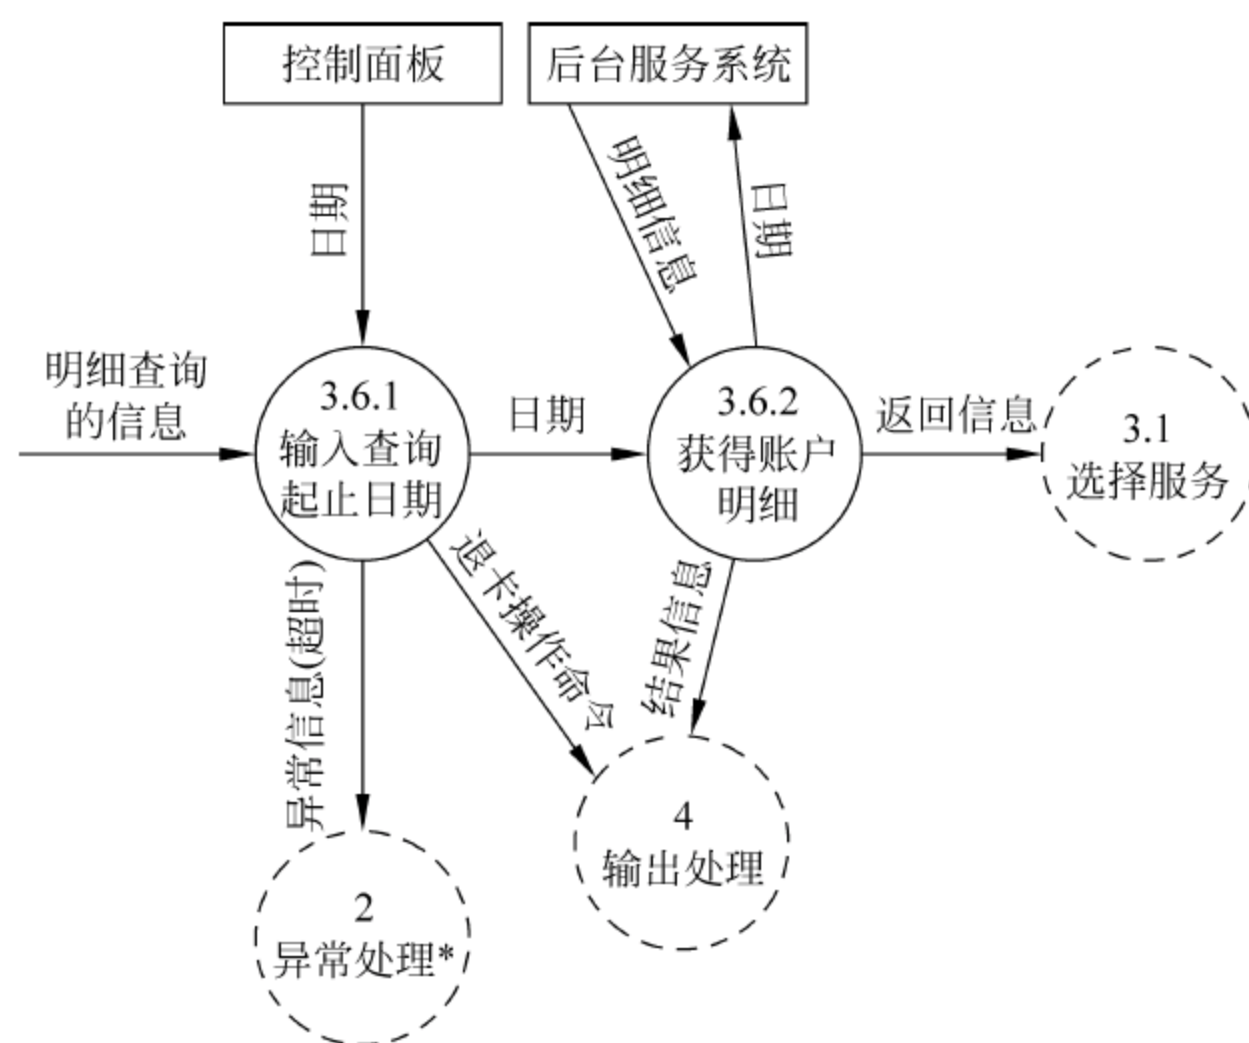 控制面板
后台服务系统
日期
明细信息
日期
明细查询
的信息
3.6.1
输入查询
起止日期
日期
3.6.2
获得账户
明细
返回信息
3.1
选择服务
异常信息(超时)
退卡操作命令
结果信息
4
输出处理
2
异常处理*